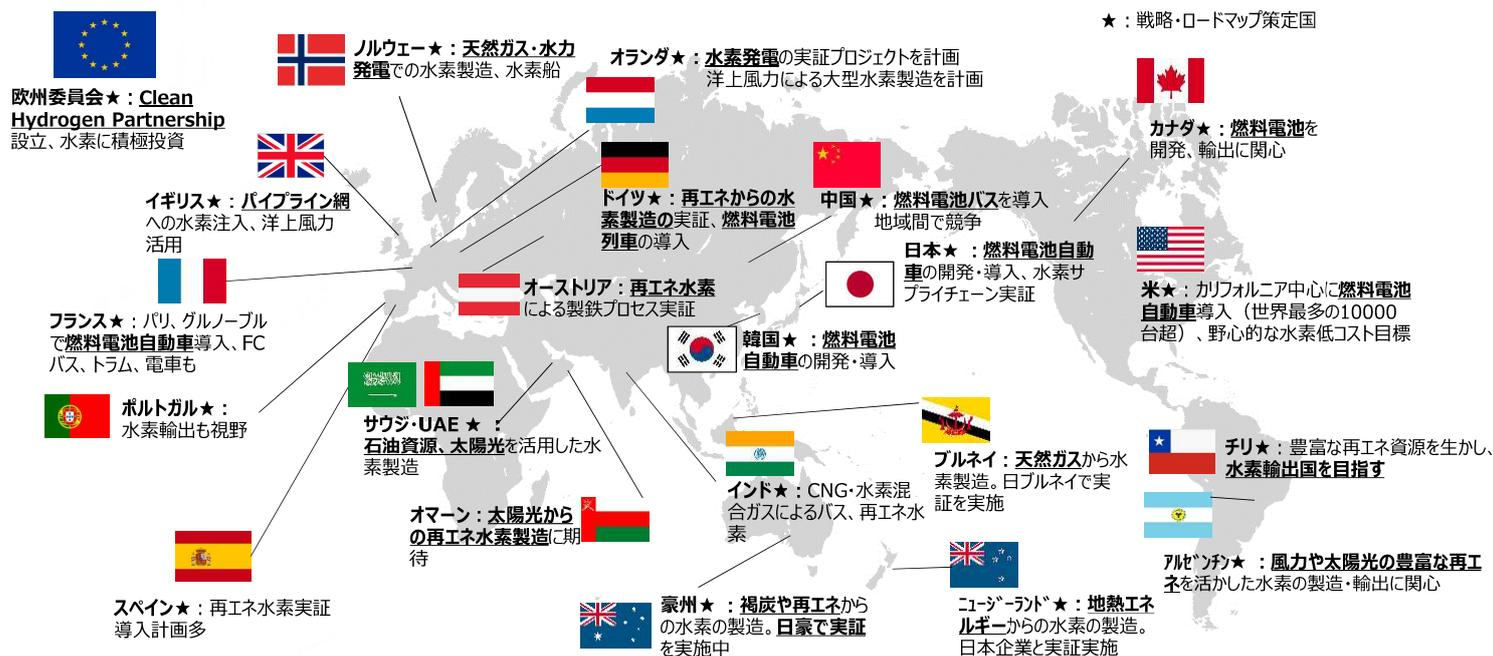 ★：戦略・ロードマップ策定国
欧州委員会★：Clean
Hydrogen Partnership
設立、水素に積極投資
ノルウェー★：天然ガス・水力
発電での水素製造、水素船
オランダ★：水素発電の実証プロジェクトを計画
洋上風力による大型水素製造を計画
カナダ★：燃料電池を
開発、輸出に関心
イギリス★：パイプライン網
への水素注入、洋上風力
活用
ドイツ★：再エネからの水
素製造の実証、燃料電池
列車の導入
中国★：燃料電池バスを導入
地域間で競争
日本★：燃料電池自動
車の開発・導入、水素サ
プライチェーン実証
米★：カリフォルニア中心に燃料電池
自動車導入（世界最多の10000
台超）、野心的な水素低コスト目標
オーストリア：再エネ水素
による製鉄プロセス実証
フランス★：パリ、グルノーブル
で燃料電池自動車導入、FC
バス、トラム、電車も
韓国★：燃料電池
自動車の開発・導入
ポルトガル★：
水素輸出も視野
サウジ・UAE ★：
石油資源、太陽光を活用した水
素製造
インド★：CNG・水素混
合ガスによるバス、再エネ水
素
ブルネイ：天然ガスから水
素製造。日ブルネイで実
証を実施
チリ★：豊富な再エネ資源を生かし、
水素輸出国を目指す
オマーン：太陽光から
の再エネ水素製造に期
待
アルゼンチン★：風力や太陽光の豊富な再エ
ネを活かした水素の製造・輸出に関心
スペイン★：再エネ水素実証
導入計画多
豪州★：褐炭や再エネから
の水素の製造。日豪で実証
を実施中
ニュージーランド★：地熱エネ
ルギーからの水素の製造。
日本企業と実証実施